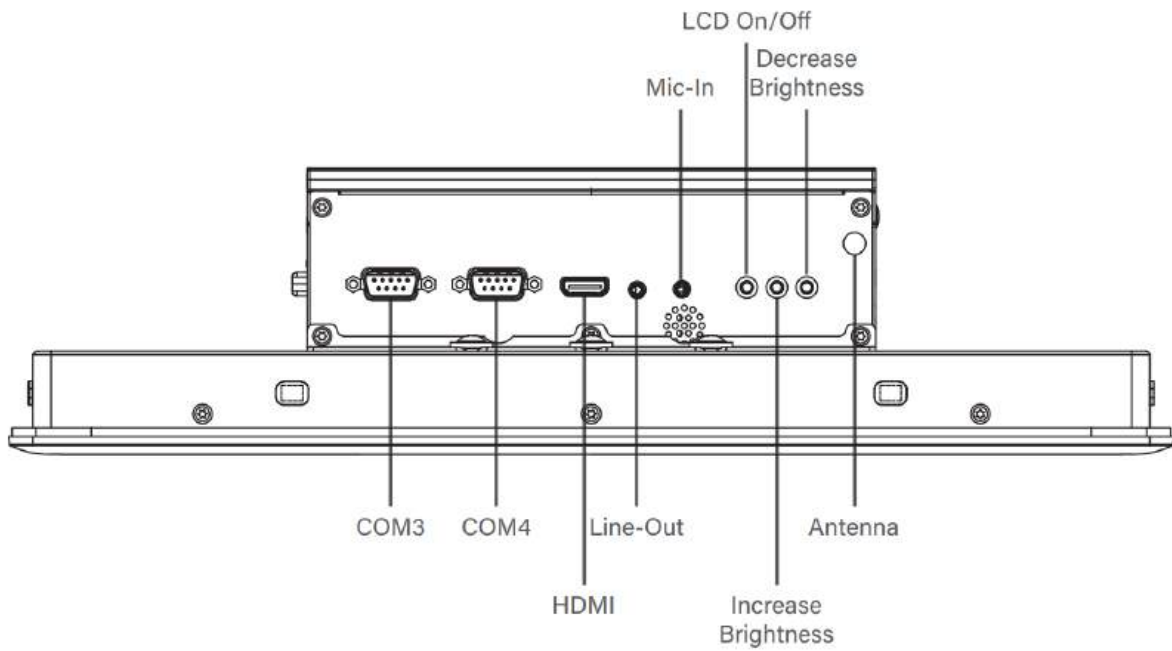 LCD On/Off
Decrease
Brightness
Mic-In
COM3
COM4
Line-Out
Antenna
HDMI
Increase
Brightness